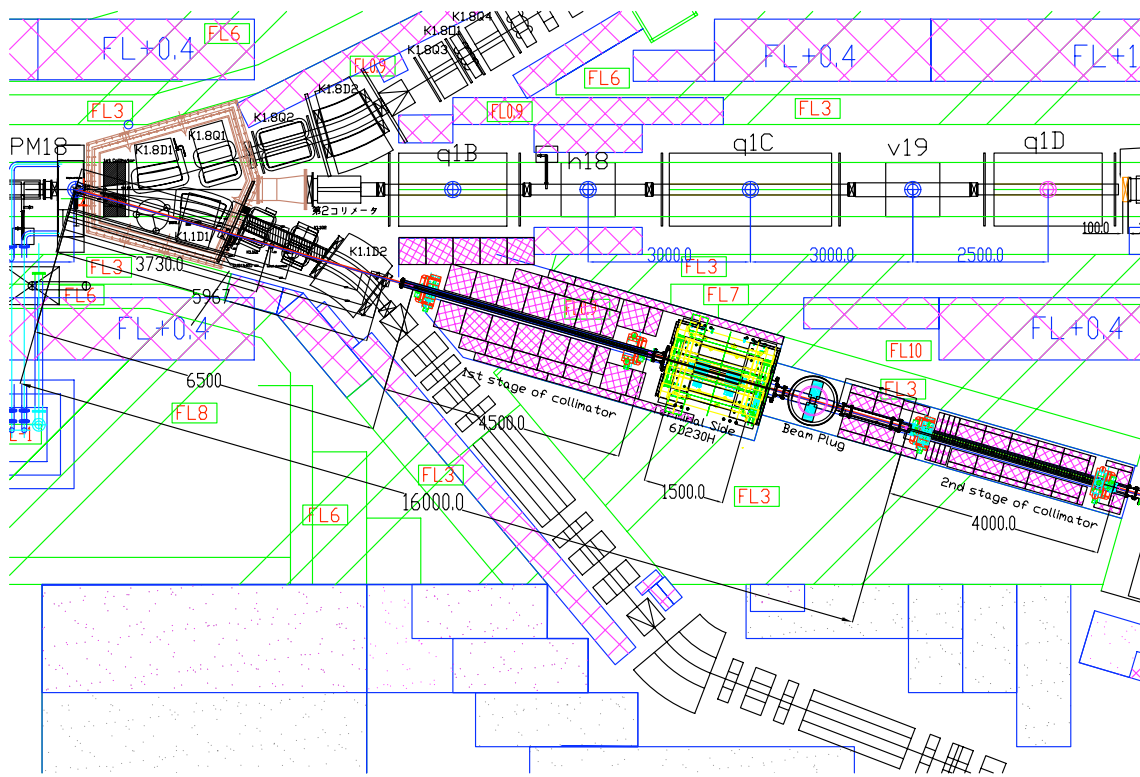 K1.8Q4
FL6
K1.8D1
FL+0.4
K1.8Q3
FL+0.4
FL+1
FL0.9
FL6
K1.8D2
FL3
FL0.9
FL3
K1.8Q2
PM18
K1.8Q1
K1.8D1
q1B
h18
q1C
v19
q1D
第2コリメータ
K1.1D1
100.0
K1.1D2
3000.0
3000.0
2500.0
FL3
3730.0
FL3
FL6
5967
FL7
FL+0.4
FL+0.4
FL10
6500
1st stage of collimator
FL3
FL8
4500.0
6D230H
Beam Plug
FL3
1500.0
FL3
2nd stage of collimator
16000.0
4000.0
FL6